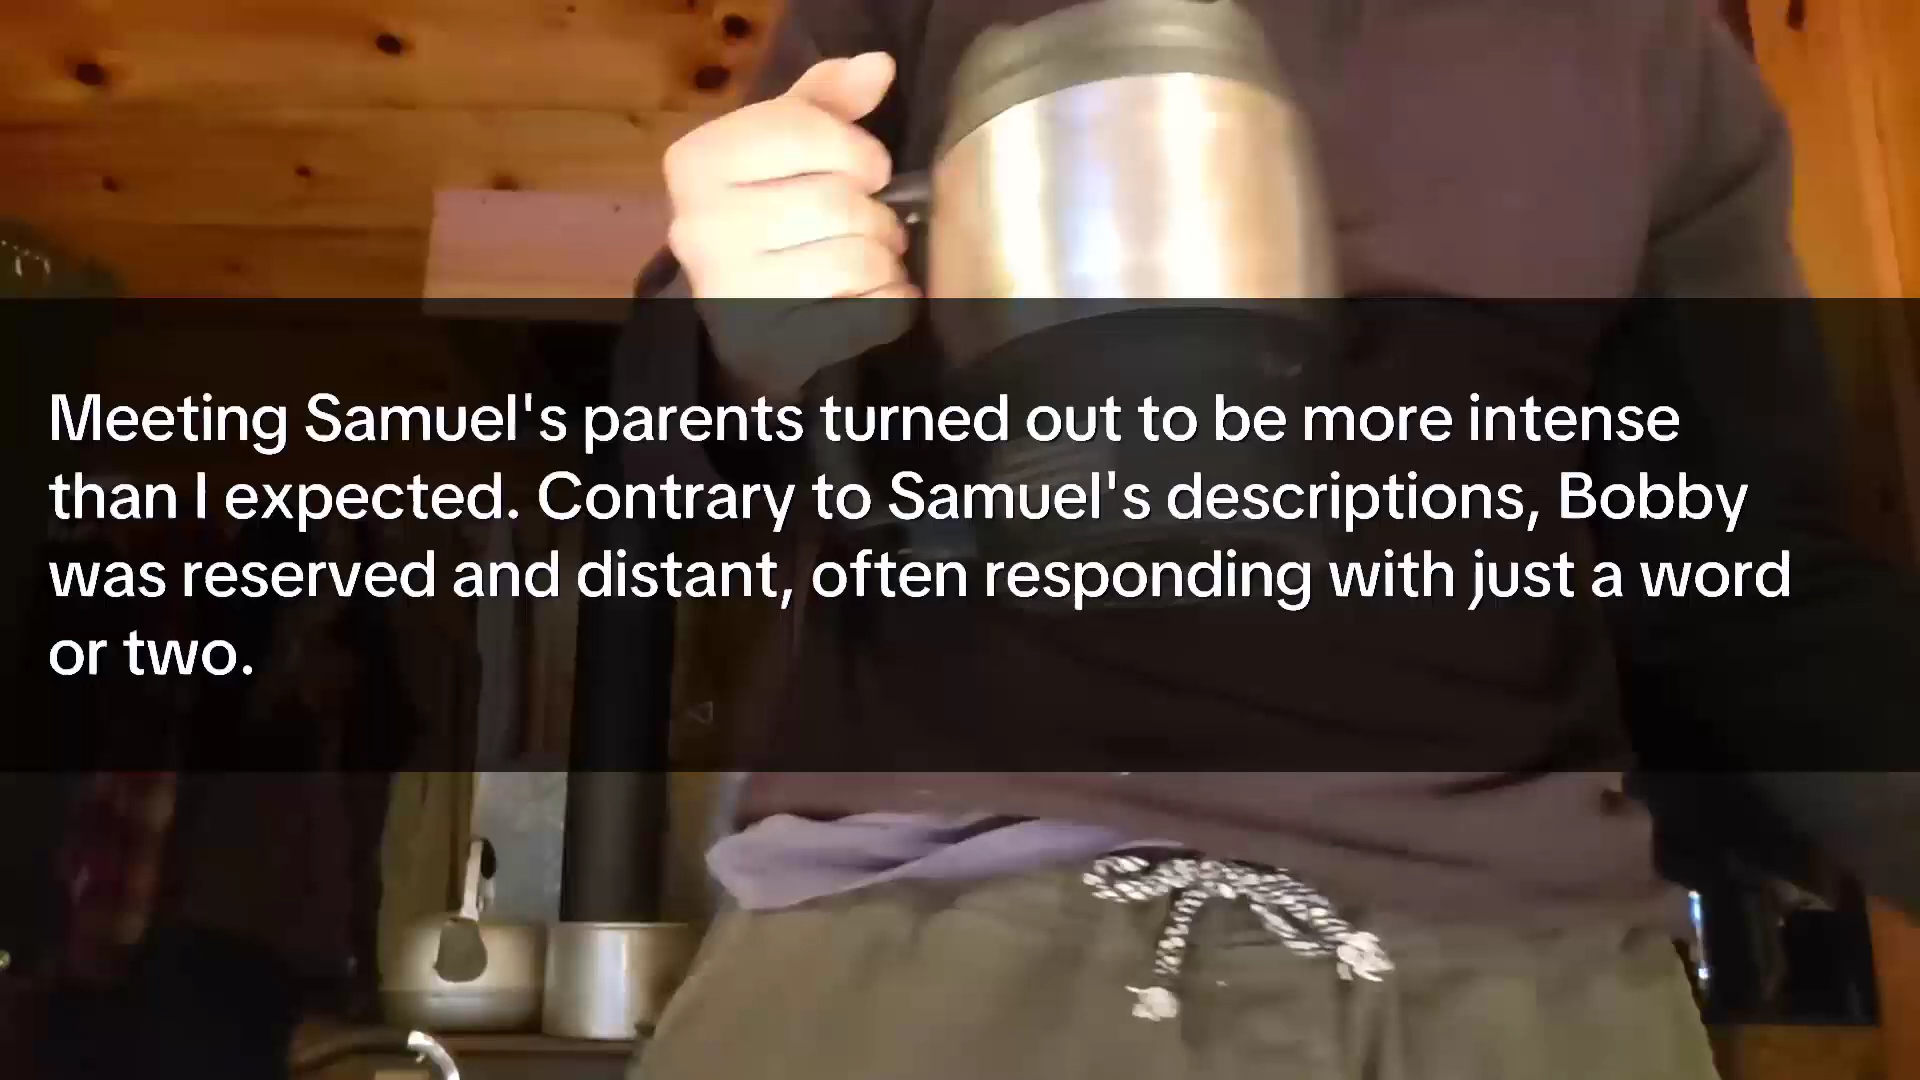 Meeting Samuel's parents turned out to be more intense
than I expected. Contrary to Samuel's descriptions, Bobby
was reserved and distant, often responding with just a word
or two.